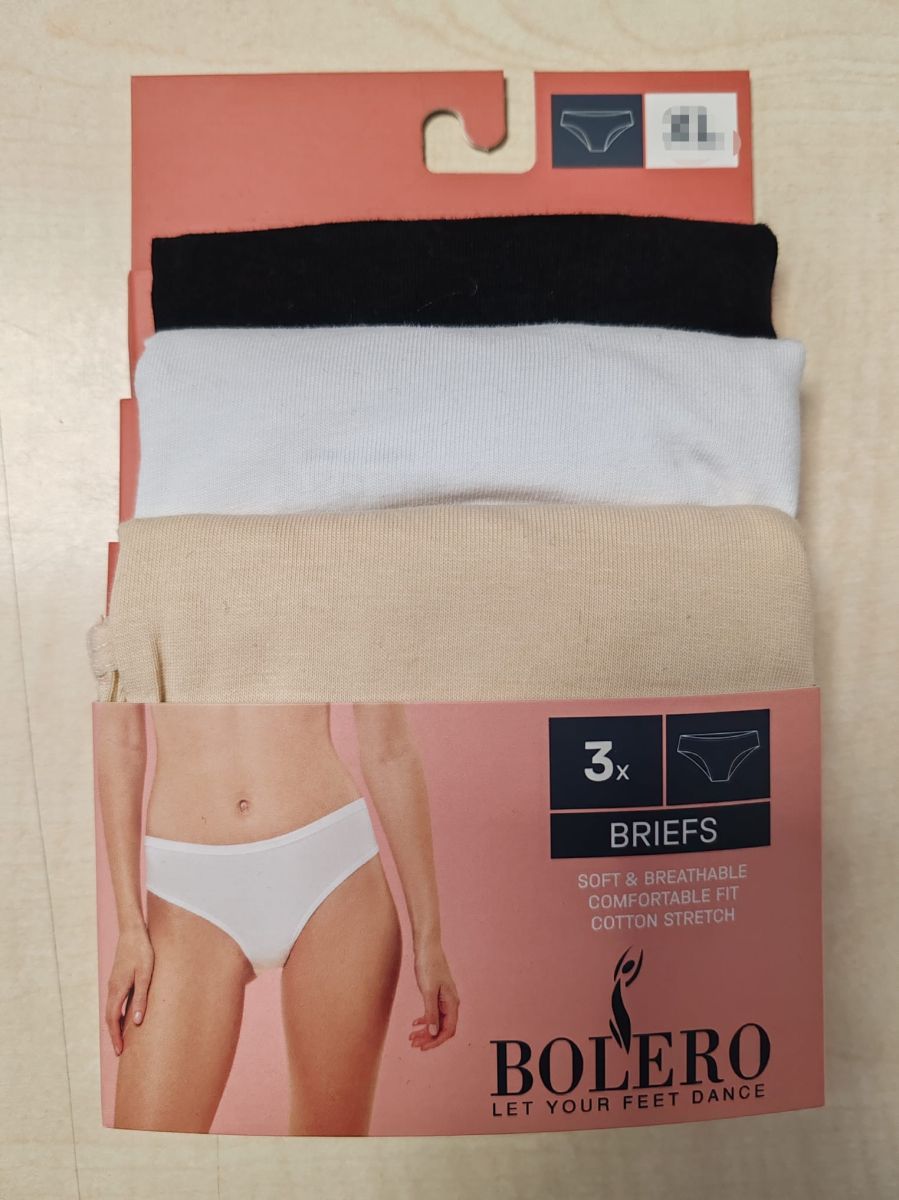 3x
BRIEFS
SOFT & BREATHABLE
COMFORTABLE FIT
COTTON STRETCH
BOLERO
LET YOUR FEET DANCE